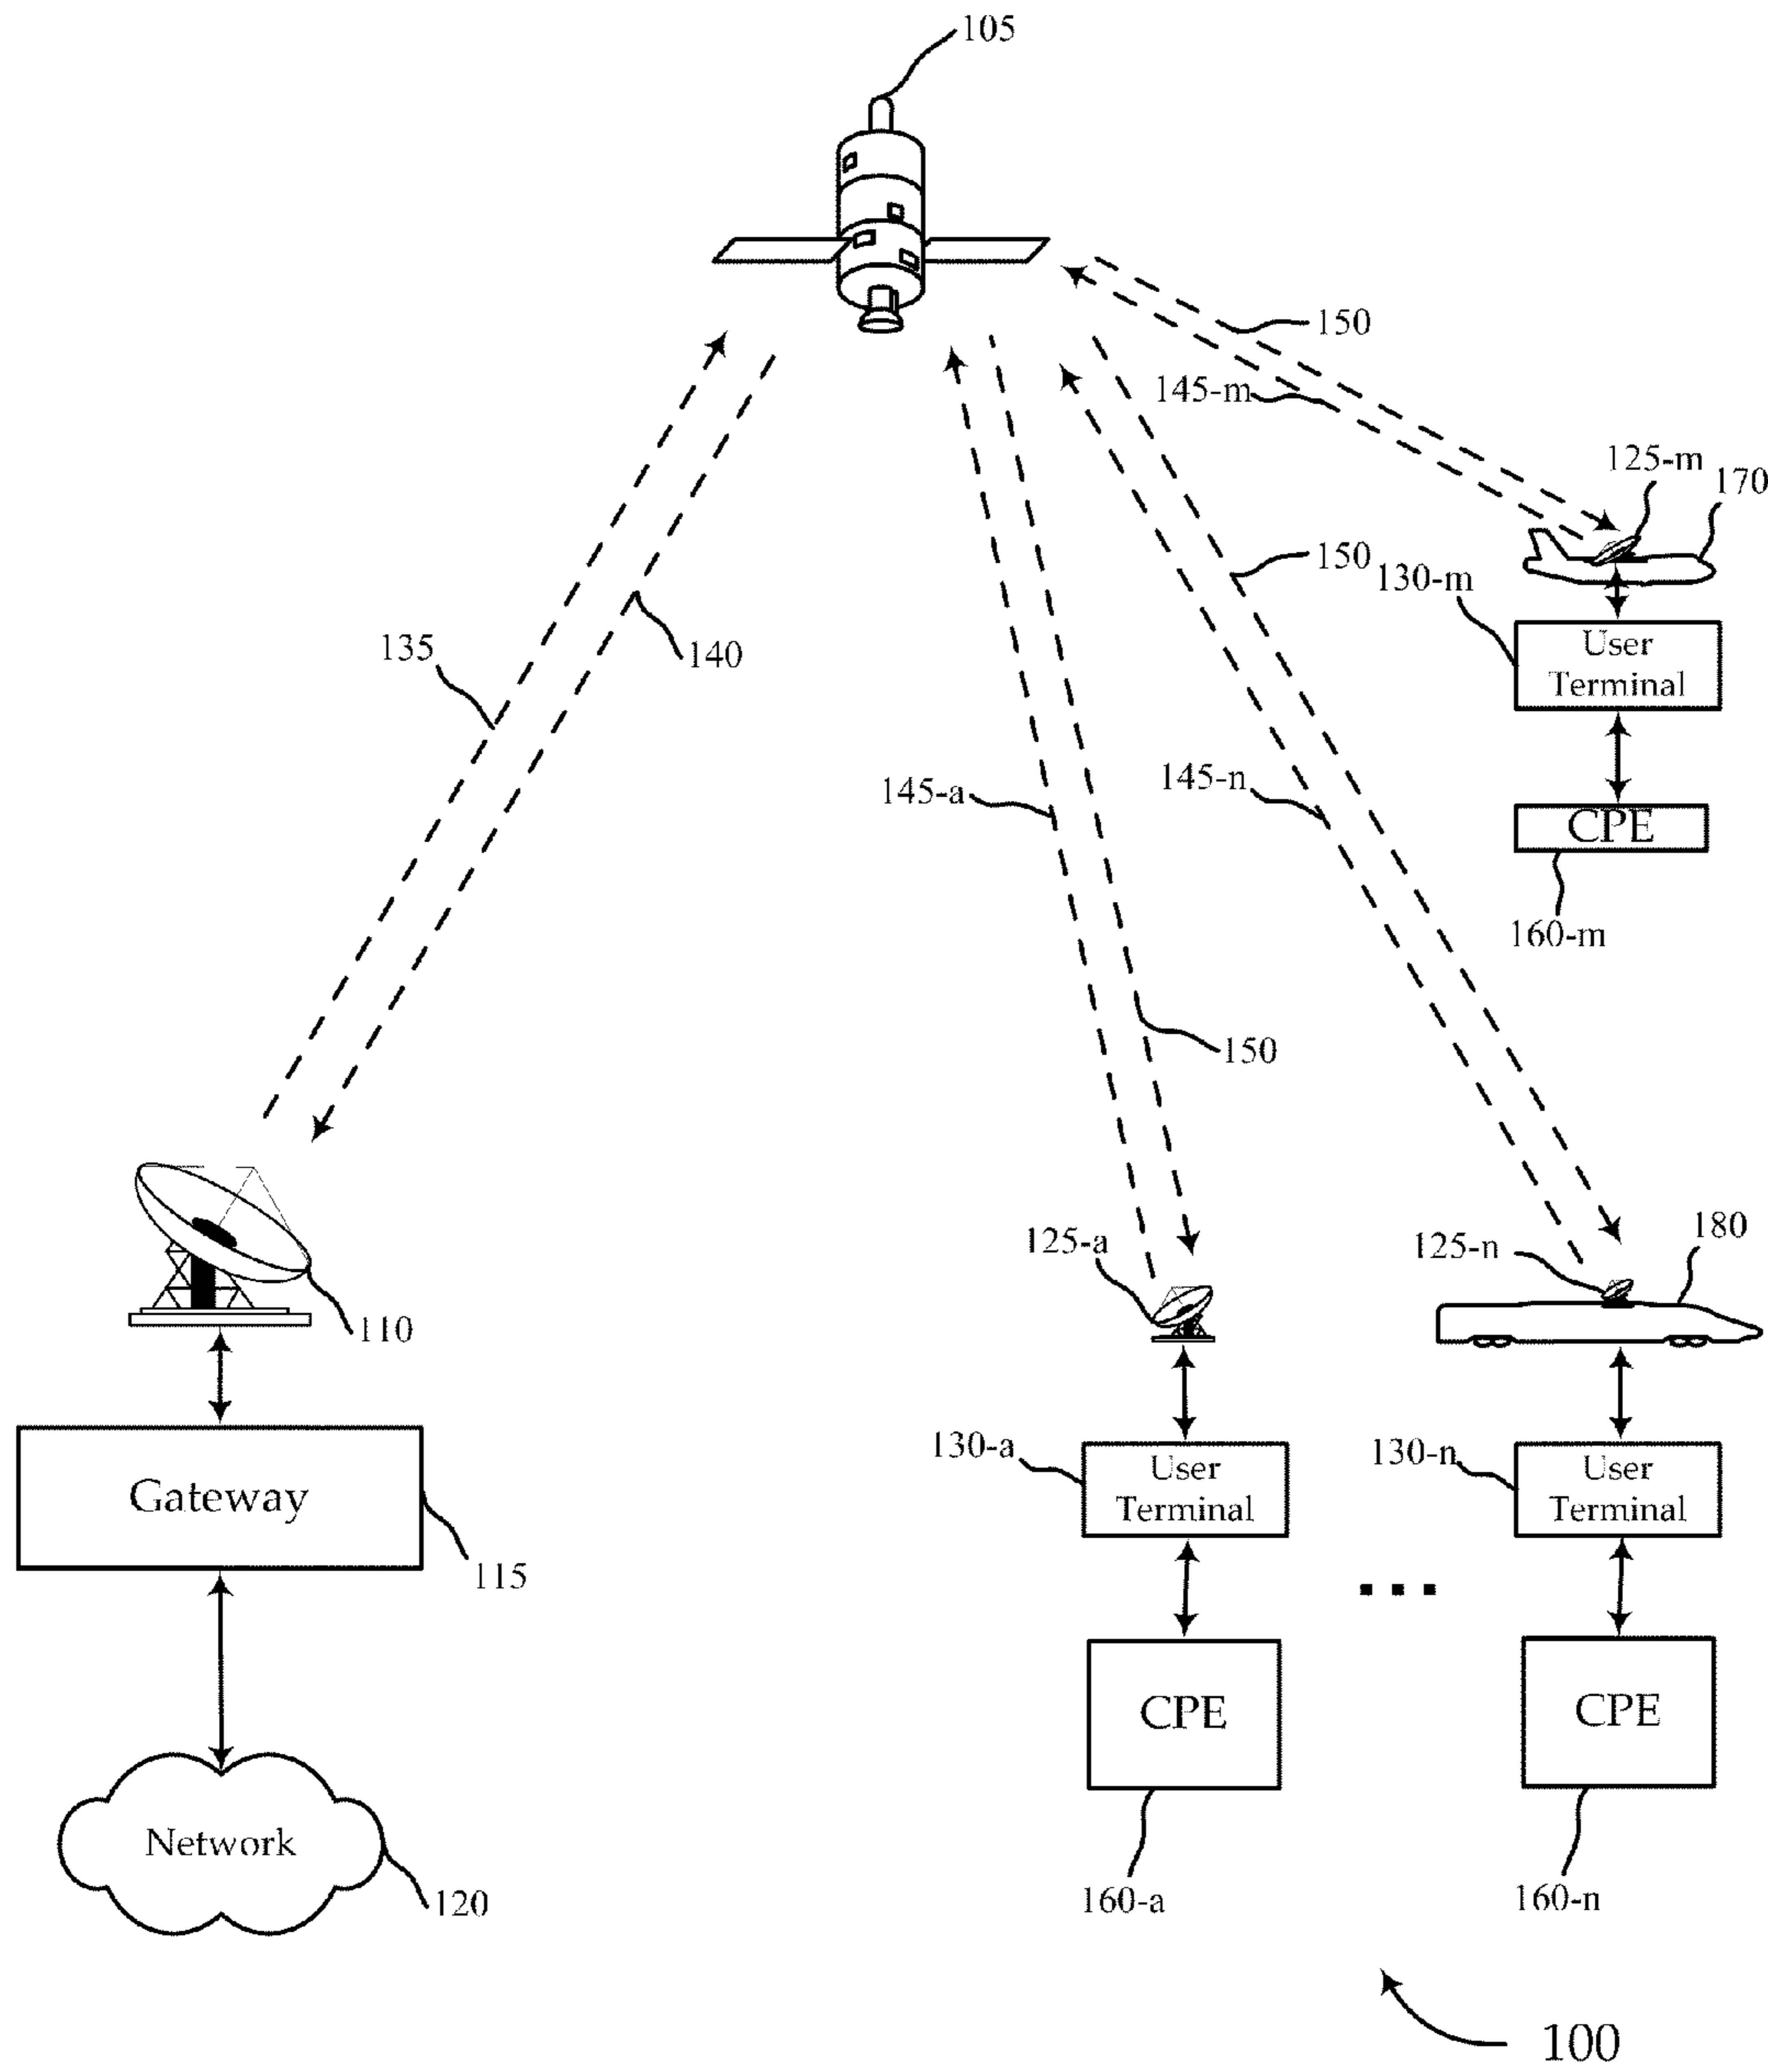 105
150
145-m
125-m
170
150
130-m
User
Terminal
135
140
145-a
145-n
CPE
160-m
150
125-a
125-n
180
110
130-a
User
Terminal
130-n
User
Terminal
Gateway
115
...
CPE
CPE
Network
120
160-a
160-n
100